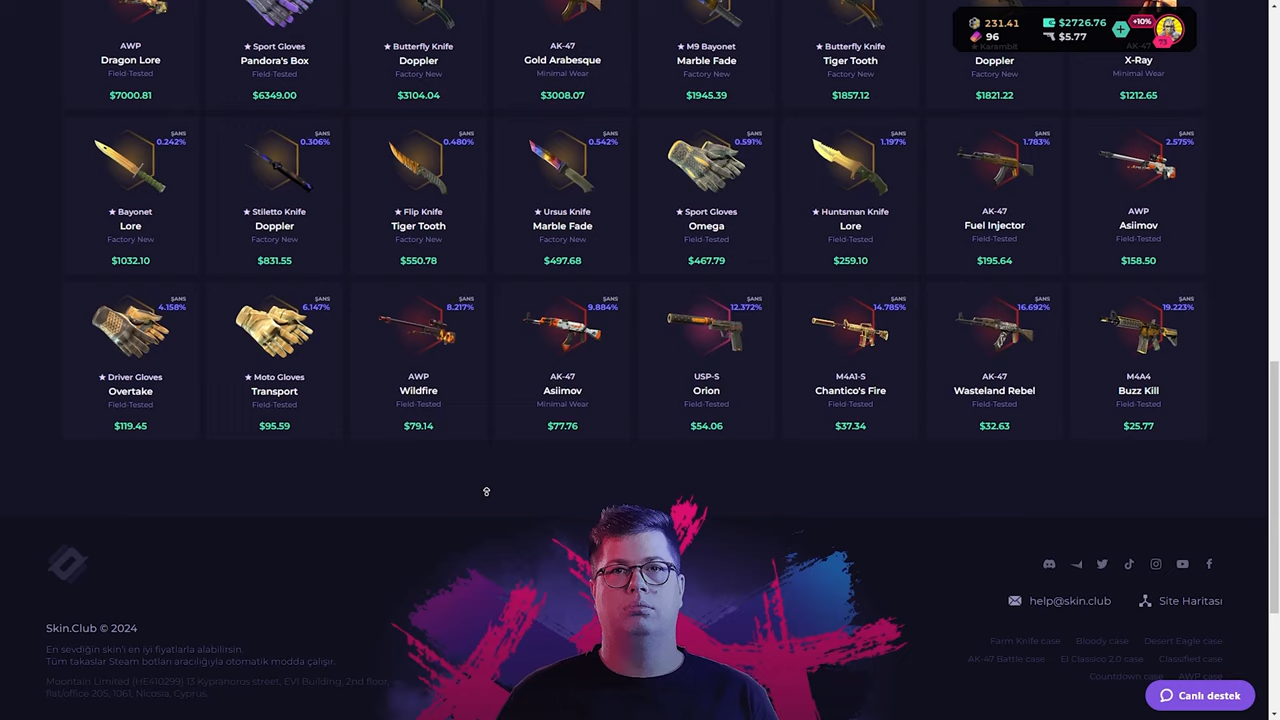 231.41
$2726.76
+10%
96
$5.77
AWP
Dragon Lore
Field-Tested
$7000.81
★ Sport Gloves
Pandora's Box
Field-Tested
$6349.00
★ Butterfly Knife
Doppler
Factory New
$3104.04
AK-47
Gold Arabesque
Minimal Wear
$3008.07
★ M9 Bayonet
Marble Fade
Factory New
$1945.39
★ Butterfly Knife
Tiger Tooth
Factory New
$1857.12
★ Karambit
Doppler
Factory New
$1821.22
AK-47
X-Ray
Minimal Wear
$1212.65
ŞANS
0.242%
★ Bayonet
Lore
Factory New
$1032.10
ŞANS
0.306%
★ Stiletto Knife
Doppler
Factory New
$831.55
ŞANS
0.480%
★ Flip Knife
Tiger Tooth
Factory New
$550.78
ŞANS
0.542%
★ Ursus Knife
Marble Fade
Factory New
$497.68
ŞANS
0.591%
★ Sport Gloves
Omega
Field-Tested
$467.79
ŞANS
1.197%
★ Huntsman Knife
Lore
Field-Tested
$259.10
ŞANS
1.783%
AK-47
Fuel Injector
Field-Tested
$195.64
ŞANS
2.575%
AWP
Asiimov
Field-Tested
$158.50
ŞANS
4.158%
★ Driver Gloves
Overtake
Field-Tested
$119.45
ŞANS
6.147%
★ Moto Gloves
Transport
Field-Tested
$95.59
ŞANS
8.217%
AWP
Wildfire
Field-Tested
$79.14
ŞANS
9.884%
AK-47
Asiimov
Minimal Wear
$77.76
ŞANS
12.372%
USP-S
Orion
Field-Tested
$54.06
ŞANS
14.785%
M4A1-S
Chantico's Fire
Field-Tested
$37.34
ŞANS
16.692%
AK-47
Wasteland Rebel
Field-Tested
$32.63
ŞANS
19.223%
M4A4
Buzz Kill
Field-Tested
$25.77
Skin.Club © 2024
En sevdiğin skin'i en iyi fiyatlarla alabilirsin.
Tüm takaslar Steam botları aracılığıyla otomatik modda çalışır.
Moontain Limited (HE410299) 13 Kypranoros street, EVI Building, 2nd floor,
flat/office 205, 1061, Nicosia, Cyprus.
help@skin.club
Site Haritası
Farm Knife case
Bloody case
Desert Eagle case
AK-47 Battle case
El Classico 2.0 case
Classified case
Countdown case
AWP case
Canlı destek